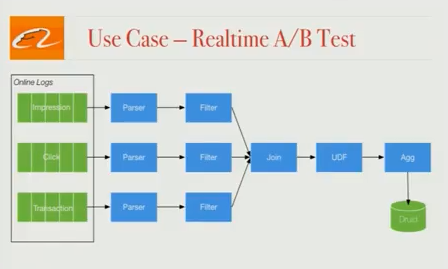 Use Case – Realtime A/B Test
Online Logs
Impression
Parser
Filter
Click
Parser
Filter
Join
UDF
Agg
Transaction
Parser
Filter
Druid